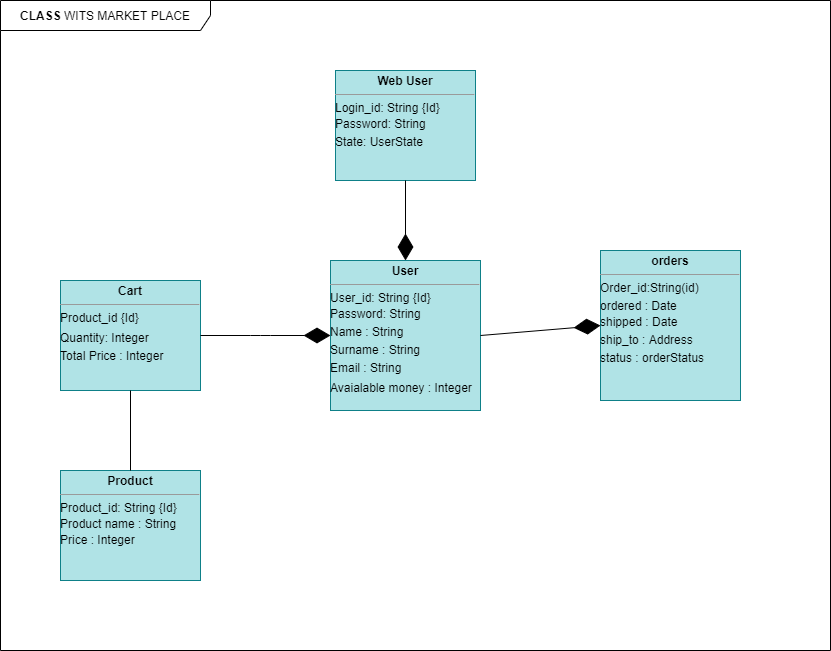 CLASS WITS MARKET PLACE
Web User
Login_id: String {Id}
Password: String
State: UserState
User
User_id: String {Id}
Password: String
Name : String
Surname : String
Email : String
Avaialable money : Integer
orders
Order_id:String(id)
ordered : Date
shipped : Date
ship_to : Address
status : orderStatus
Cart
Product_id {Id}
Quantity: Integer
Total Price : Integer
Product
Product_id: String {Id}
Product name : String
Price : Integer